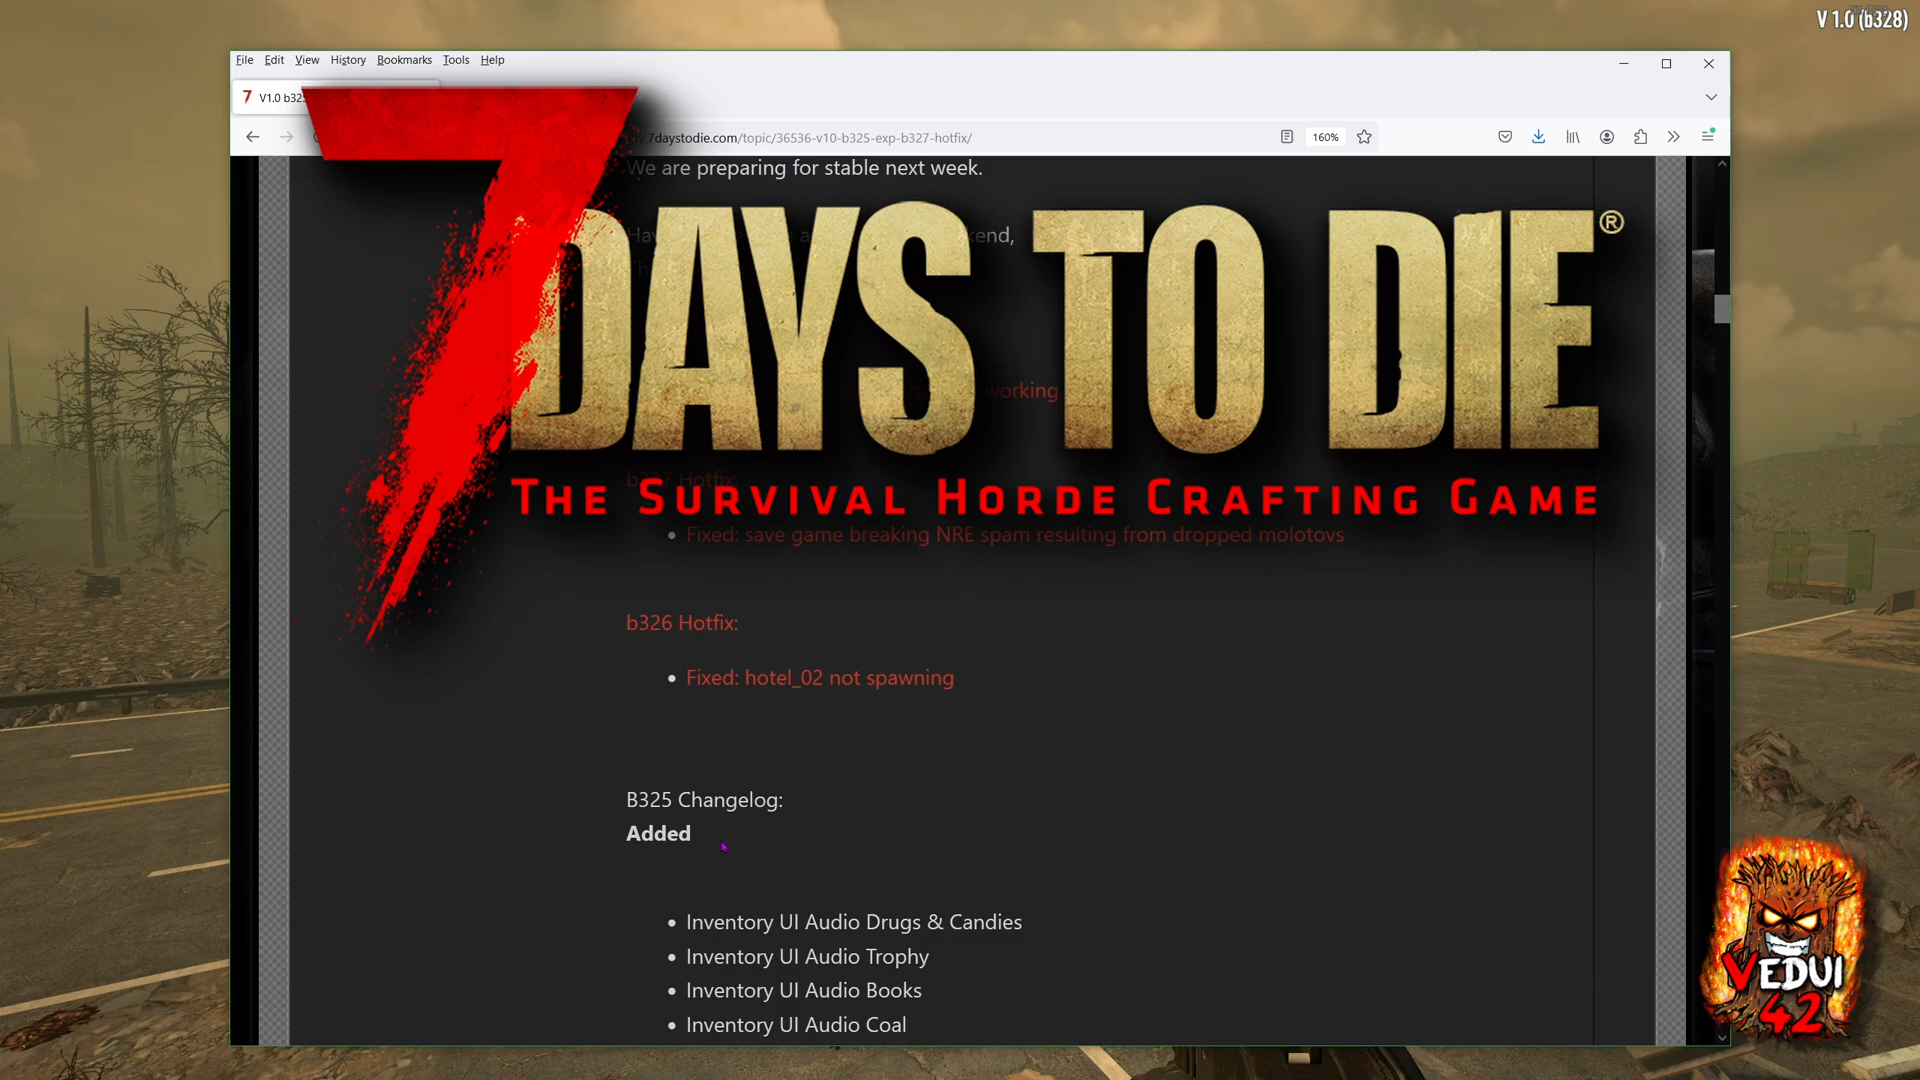 V 1.0 (b328)
File Edit View History Bookmarks Tools Help
V1.0 b325
7daystodie.com/topic/36536-v10-b325-exp-b327-hotfix/
160%
We are preparing for stable next week.
7 DAYS TO DIE®
working
THE SURVIVAL HORDE CRAFTING GAME
• Fixed: save game breaking NRE spam resulting from dropped molotovs
b326 Hotfix:
• Fixed: hotel_02 not spawning
B325 Changelog:
Added
• Inventory UI Audio Drugs & Candies
• Inventory UI Audio Trophy
• Inventory UI Audio Books
• Inventory UI Audio Coal
VEDUI
42